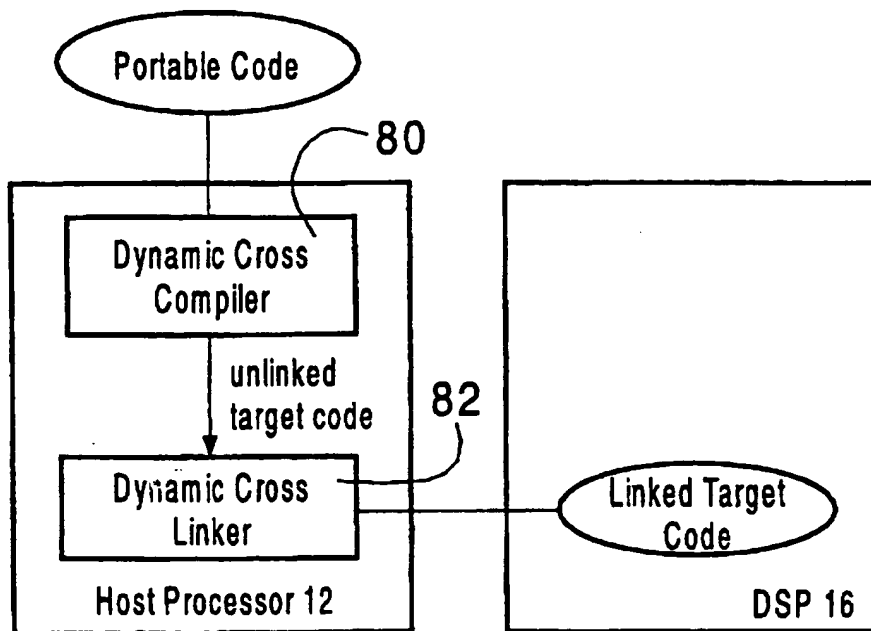 Portable Code
80
Dynamic Cross
Compiler
unlinked
target code
82
Dynamic Cross
Linker
Linked Target
Code
Host Processor 12
DSP 16